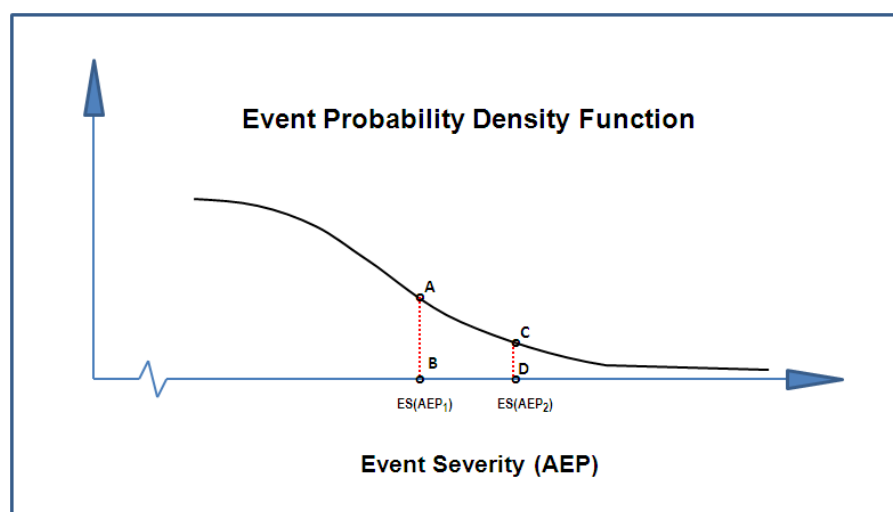 Event Probability Density Function
A
C
B
D
ES(AEP₁)
ES(AEP₂)
Event Severity (AEP)